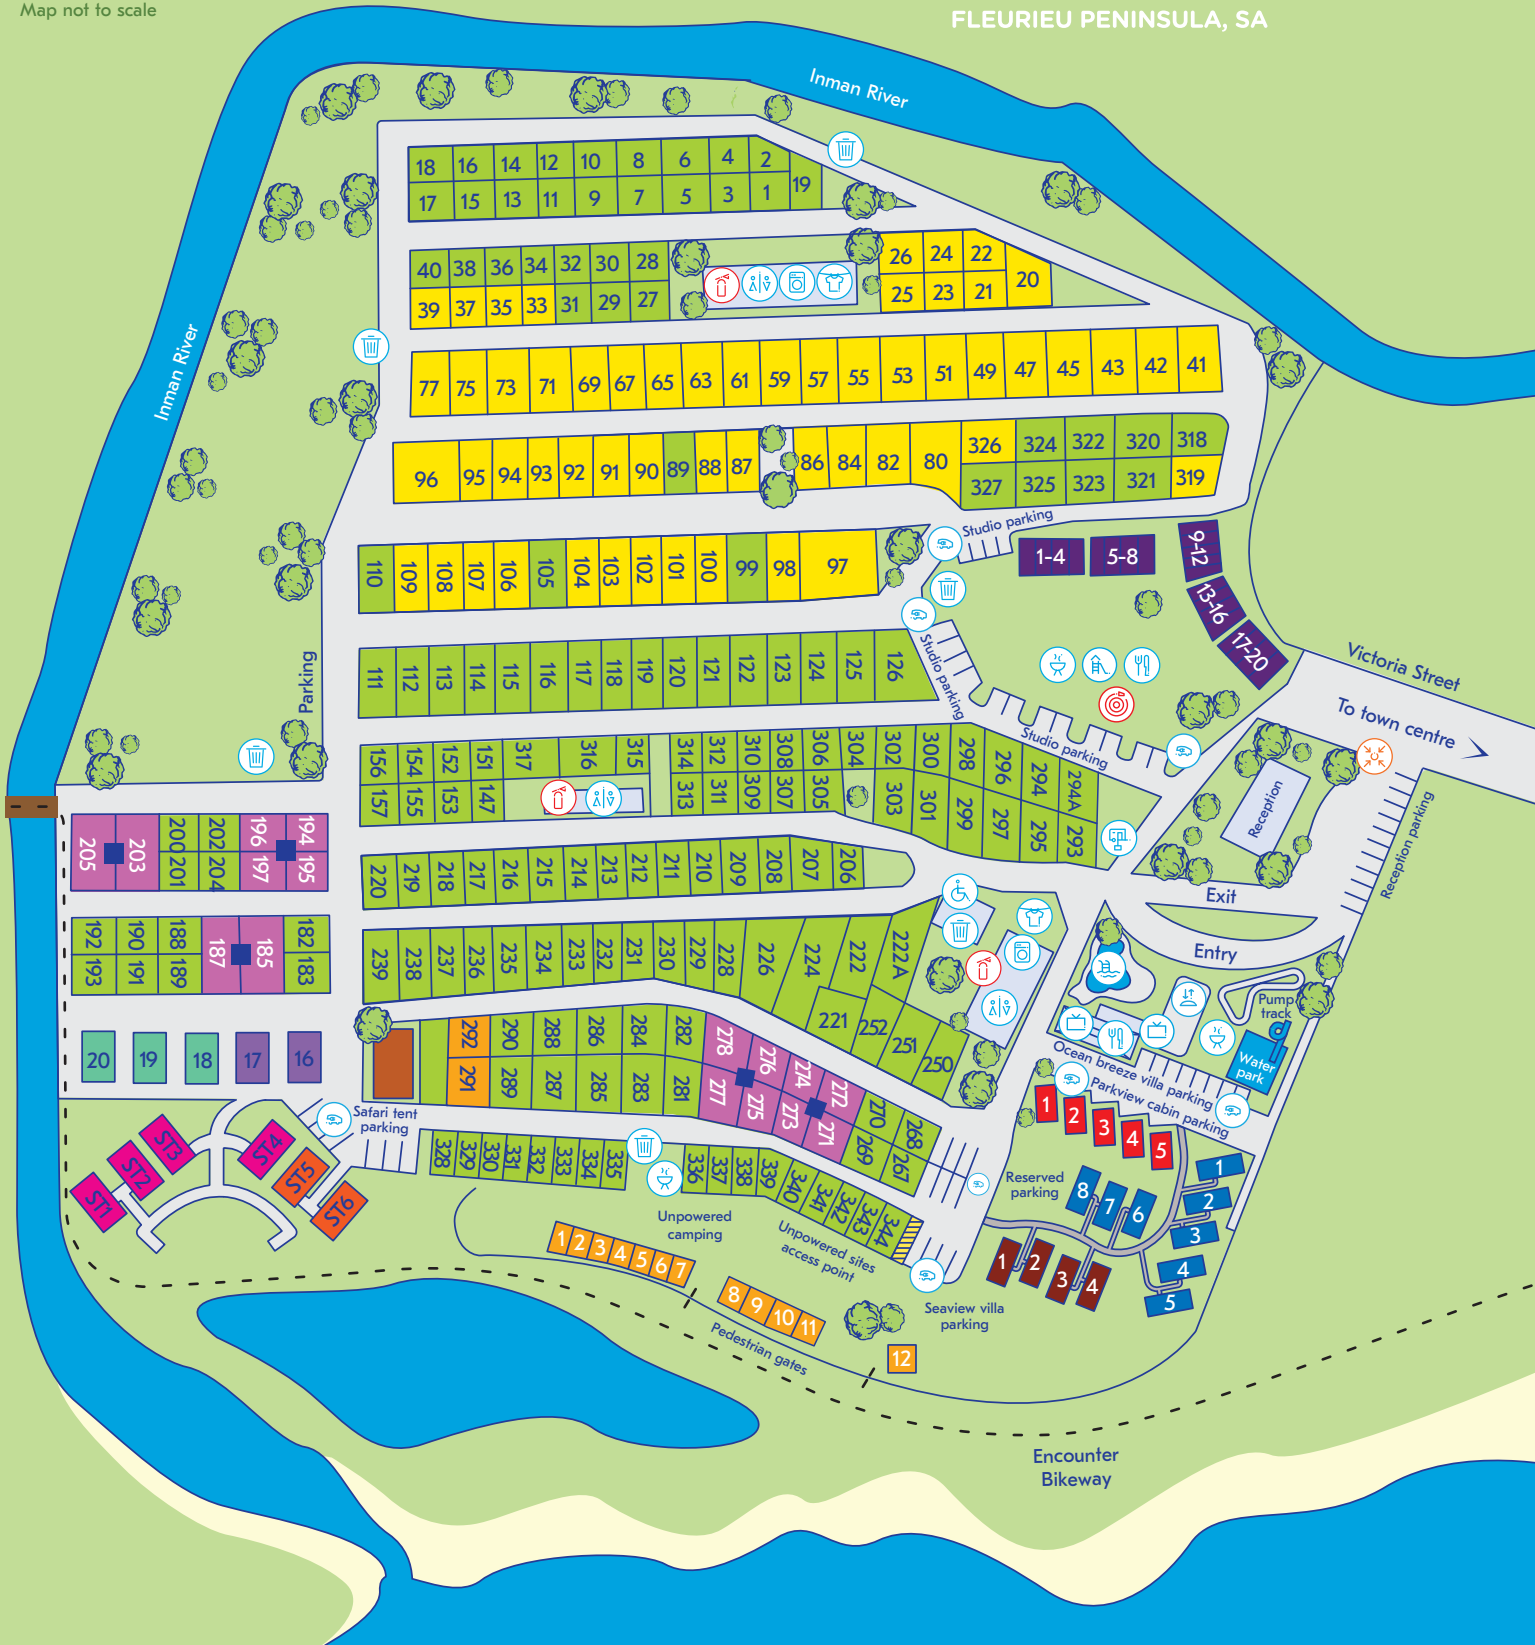 Map not to scale
FLEURIEU PENINSULA, SA
Inman River
18 16 14 12 10 8 6 4 2
17 15 13 11 9 7 5 3 1 19
40 38 36 34 32 30 28
39 37 35 33 31 29 27
26 24 22 20
25 23 21
Inman River
77 75 73 71 69 67 65 63 61 59 57 55 53 51 49 47 45 43 42 41
96 95 94 93 92 91 90 89 88 87 86 84 82 80
326 324 322 320 318
327 325 323 321 319
Studio parking
1-4 5-8 9-12
13-16
17-20
110 109 108 107 106 105 104 103 102 101 100 99 98 97
Parking
111 112 113 114 115 116 117 118 119 120 121 122 123 124 125 126
Studio parking
Studio parking
Victoria Street
To town centre
156 154 152 151 317 316 315 314 312 310 308 306 304 302 300 298 296 294 294A
157 155 153 147 313 311 309 307 305 303 301 299 297 295 293
Reception
Reception parking
205 203 200 202 196 194
201 204 197 195
220 219 218 217 216 215 214 213 212 211 210 209 208 207 206
Exit
Entry
192 190 188 187 185 182
193 191 189 183
239 238 237 236 235 234 233 232 231 230 229 228 226 224 222 222A
221 252 251 250
Pump
track
Water
park
Ocean breeze villa parking
Parkview cabin parking
20 19 18 17 16
292 290 288 286 284 282 278 276 274 272 270 268
291 289 287 285 283 281 277 275 273 271 269 267
1 2 3 4 5
Safari tent
parking
ST1 ST2 ST3 ST4 ST5 ST6
328 329 330 331 332 333 334 335
336 337 338 339 340 341 342 343 344
Reserved
parking
8 7 6
1
2
3
4
5
1 2 3 4
Unpowered
camping
Unpowered sites
access point
1 2 3 4 5 6 7
8 9 10 11
12
Pedestrian gates
Seaview villa
parking
Encounter
Bikeway